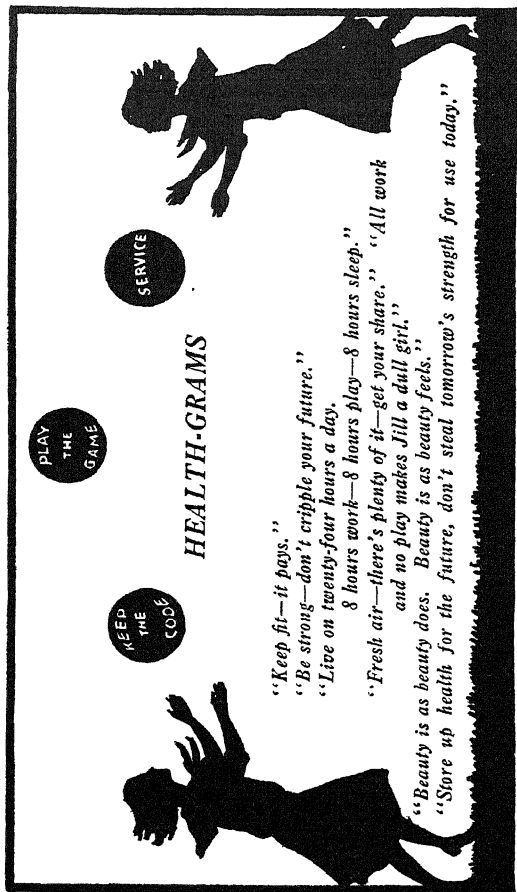 KEEP
THE
CODE
PLAY
THE
GAME
SERVICE
HEALTH-GRAMS
“Keep fit—it pays.”
“Be strong—don't cripple your future.”
“Live on twenty-four hours a day.
8 hours work—8 hours play—8 hours sleep.”
“Fresh air—there's plenty of it—get your share.” “All work
and no play makes Jill a dull girl.”
“Beauty is as beauty does. Beauty is as beauty feels.”
“Store up health for the future, don't steal tomorrow's strength for use today.”